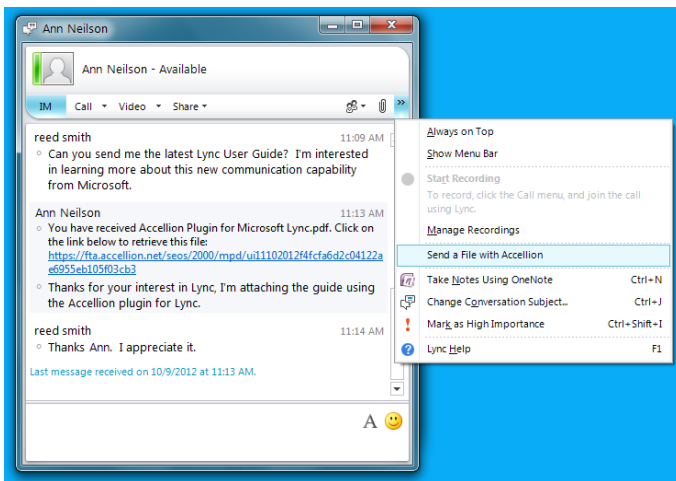 Ann Neilson
Ann Neilson - Available
IM Call Video Share
reed smith 11:09 AM
Can you send me the latest Lync User Guide? I'm interested
in learning more about this new communication capability
from Microsoft.
Ann Neilson 11:13 AM
You have received Accellion Plugin for Microsoft Lync.pdf. Click on
the link below to retrieve this file:
https://fta.accellion.net/seos/2000/mpd/ui11102012f4fcfa6d2c04122a
e6955eb105f03cb3
Thanks for your interest in Lync, I'm attaching the guide using
the Accellion plugin for Lync.
reed smith 11:14 AM
Thanks Ann. I appreciate it.
Last message received on 10/9/2012 at 11:13 AM.
A
Always on Top
Show Menu Bar
Start Recording
To record, click the Call menu, and join the call
using Lync.
Manage Recordings
Send a File with Accellion
Take Notes Using OneNote Ctrl+N
Change Conversation Subject... Ctrl+J
Mark as High Importance Ctrl+Shift+I
Lync Help F1